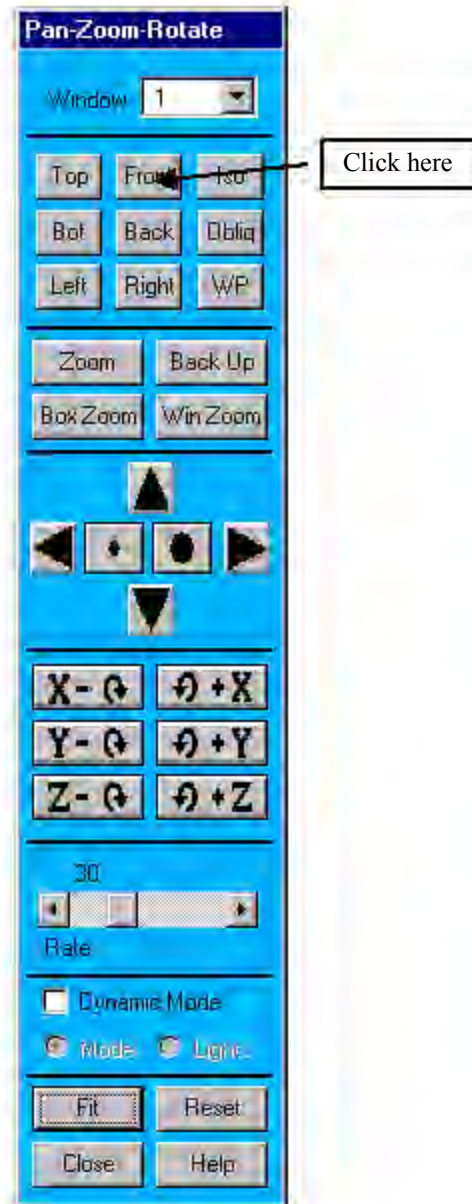 Pan-Zoom-Rotate
Window 1
Top Front Iso
Click here
Bot Back Obliq
Left Right WP
Zoom Back Up
Box Zoom Win Zoom
X- +X
Y- +Y
Z- +Z
30
Rate
Dynamic Mode
Model Light
Fit Reset
Close Help